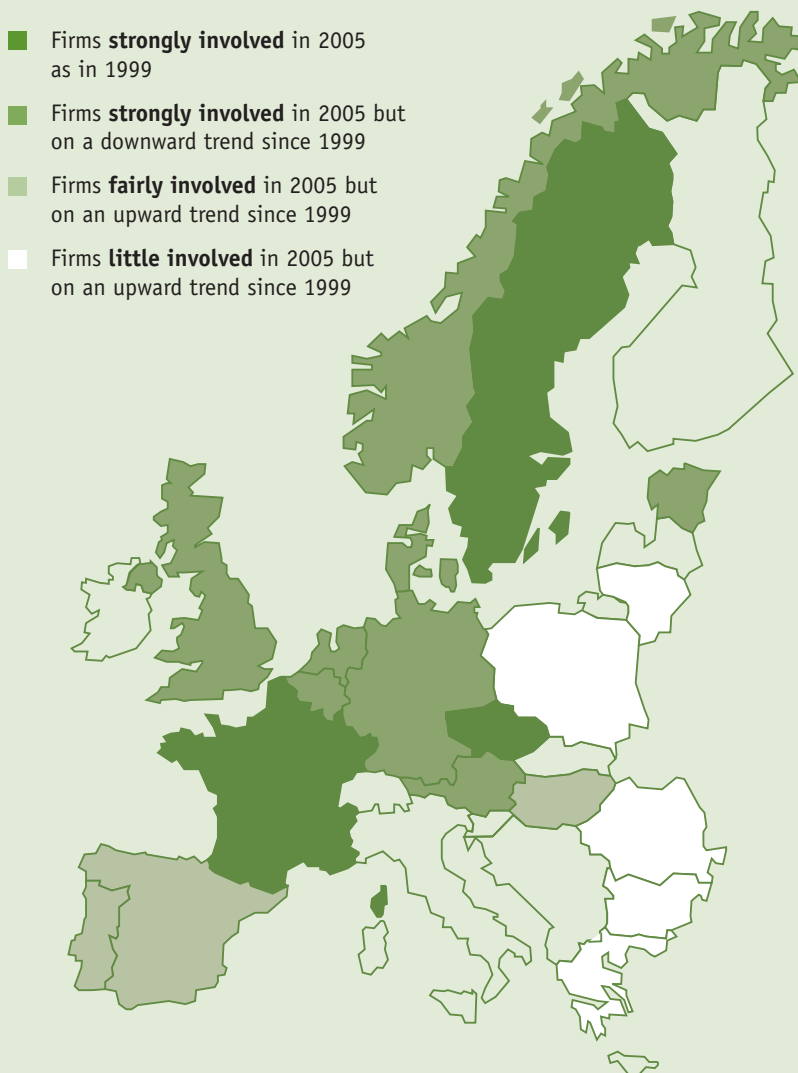 Firms strongly involved in 2005
as in 1999
Firms strongly involved in 2005 but
on a downward trend since 1999
Firms fairly involved in 2005 but
on an upward trend since 1999
Firms little involved in 2005 but
on an upward trend since 1999